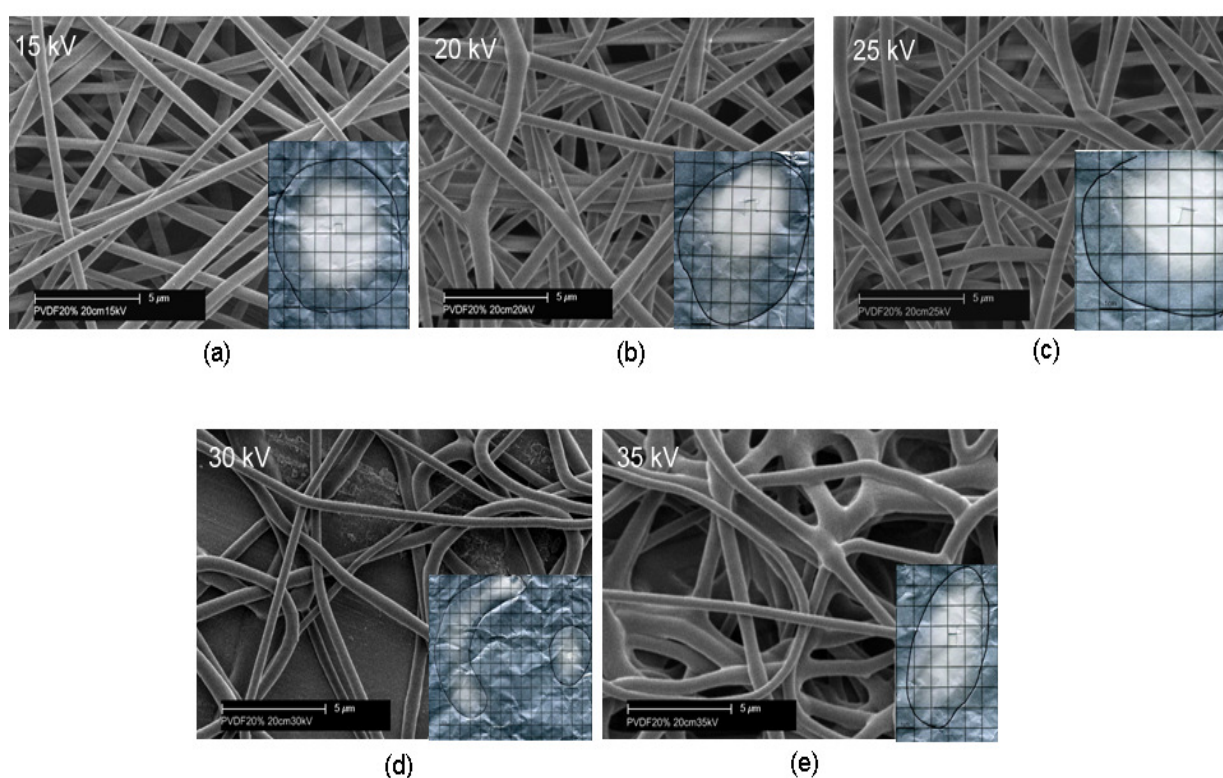 15 kV
5 μm
PVDF20% 20cm15kV
(a)
20 kV
5 μm
PVDF20% 20cm20kV
(b)
25 kV
5 μm
PVDF20% 20cm25kV
(c)
30 kV
5 μm
PVDF20% 20cm30kV
(d)
35 kV
5 μm
PVDF20% 20cm35kV
(e)